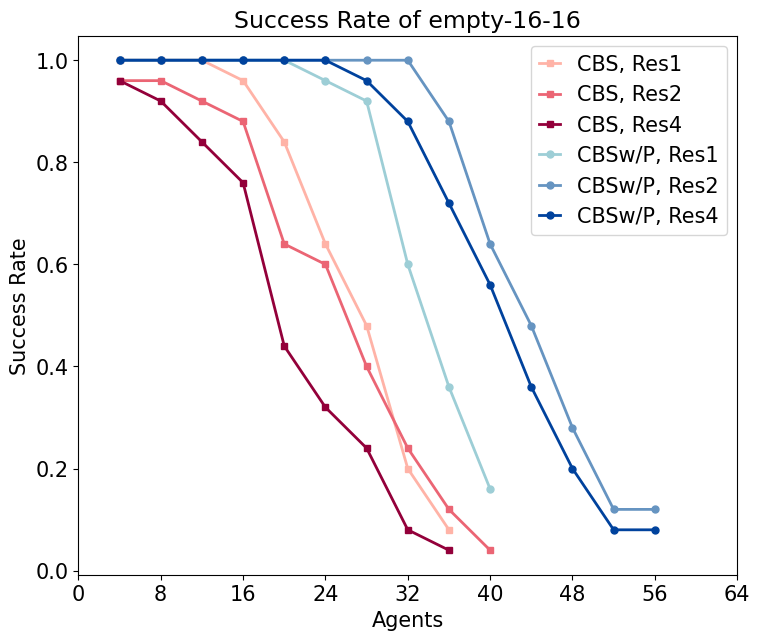 Success Rate of empty-16-16
CBS, Res1
CBS, Res2
CBS, Res4
CBSw/P, Res1
CBSw/P, Res2
CBSw/P, Res4
Success Rate
1.0
0.8
0.6
0.4
0.2
0.0
0 8 16 24 32 40 48 56 64
Agents